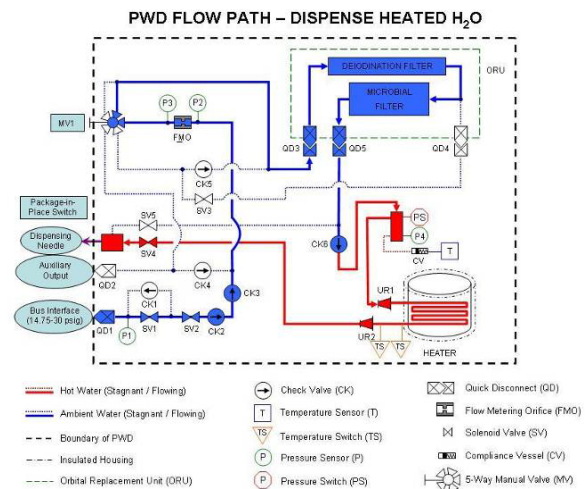 PWD FLOW PATH – DISPENSE HEATED H₂O
DEIODINATION FILTER
ORU
MICROBIAL FILTER
P3
P2
MV1
FMO
QD3
QD5
QD4
CK5
SV3
Package-in-Place Switch
SV5
Dispensing Needle
SV4
CK6
PS
P4
CV
T
Auxiliary Output
QD2
CK4
CK3
UR1
Bus Interface (14.75-30 psig)
QD1
CK1
P1
SV1
SV2
CK2
UR2
TS
TS
HEATER
Hot Water (Stagnant / Flowing)
Ambient Water (Stagnant / Flowing)
Boundary of PWD
Insulated Housing
Orbital Replacement Unit (ORU)
Check Valve (CK)
T
Temperature Sensor (T)
TS
Temperature Switch (TS)
P
Pressure Sensor (P)
PS
Pressure Switch (PS)
Quick Disconnect (QD)
Flow Metering Orifice (FMO)
Solenoid Valve (SV)
Compliance Vessel (CV)
5-Way Manual Valve (MV)